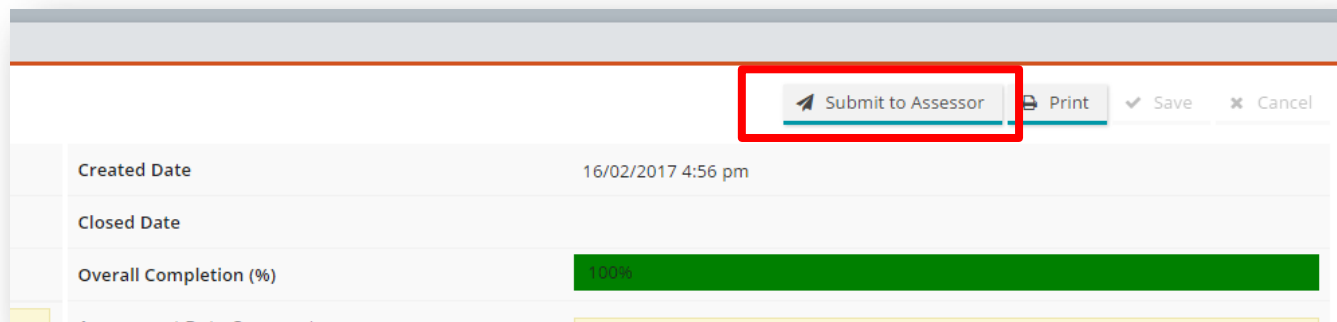 Submit to Assessor Print Save Cancel
Created Date 16/02/2017 4:56 pm
Closed Date
Overall Completion (%) 100%